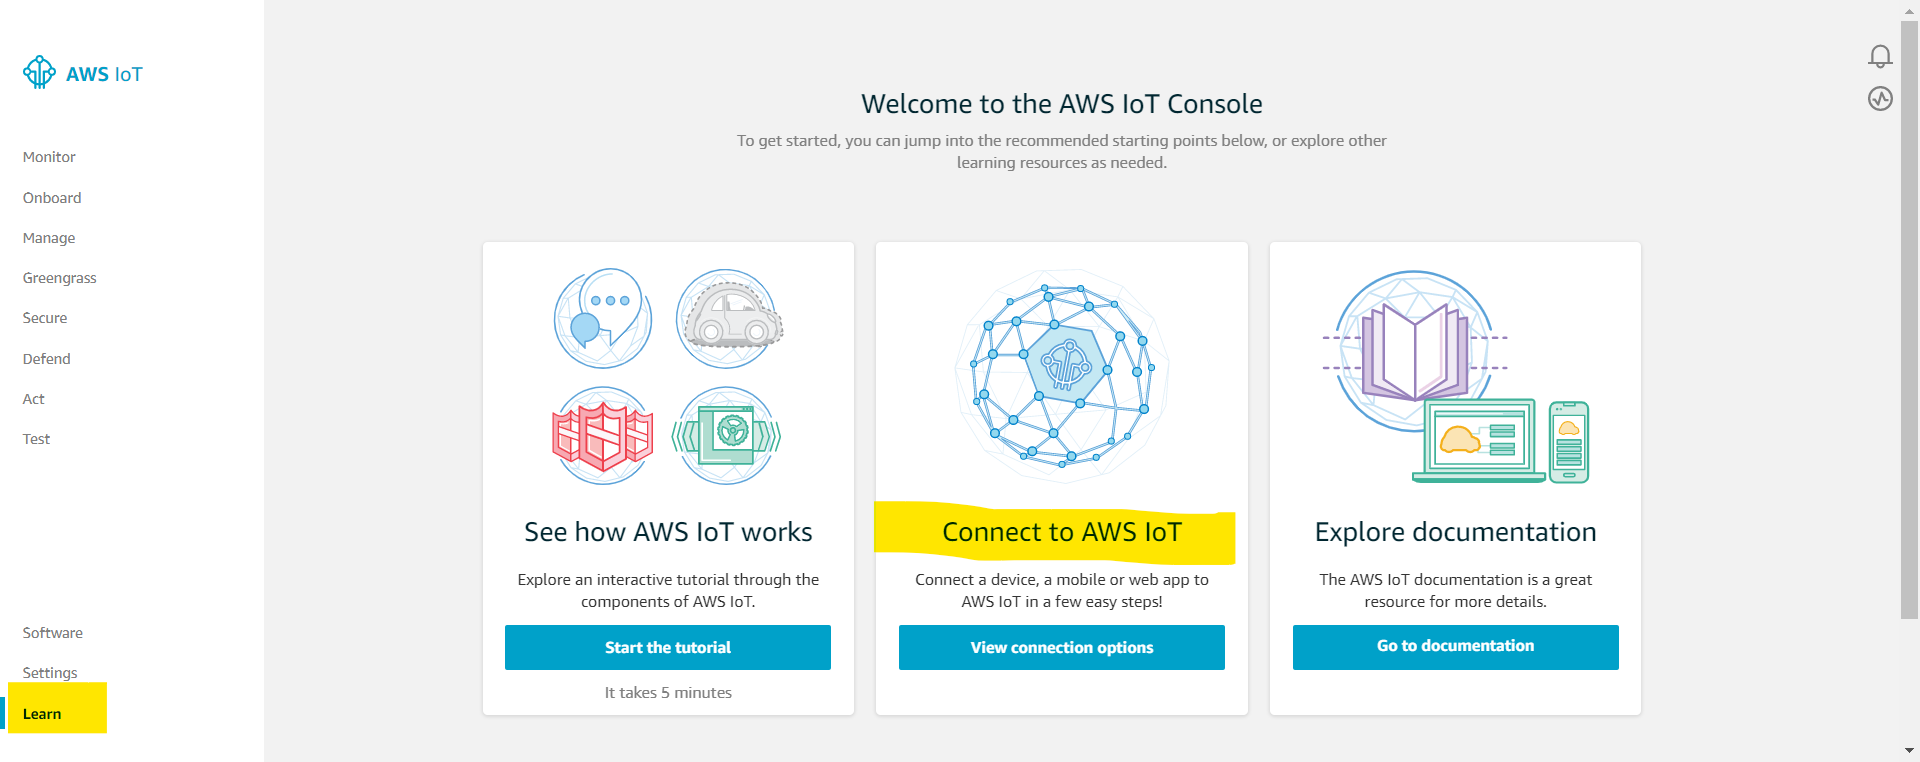 AWS IoT
Monitor
Onboard
Manage
Greengrass
Secure
Defend
Act
Test
Software
Settings
Learn
Welcome to the AWS IoT Console
To get started, you can jump into the recommended starting points below, or explore other
learning resources as needed.
See how AWS IoT works
Explore an interactive tutorial through the
components of AWS IoT.
Start the tutorial
It takes 5 minutes
Connect to AWS IoT
Connect a device, a mobile or web app to
AWS IoT in a few easy steps!
View connection options
Explore documentation
The AWS IoT documentation is a great
resource for more details.
Go to documentation